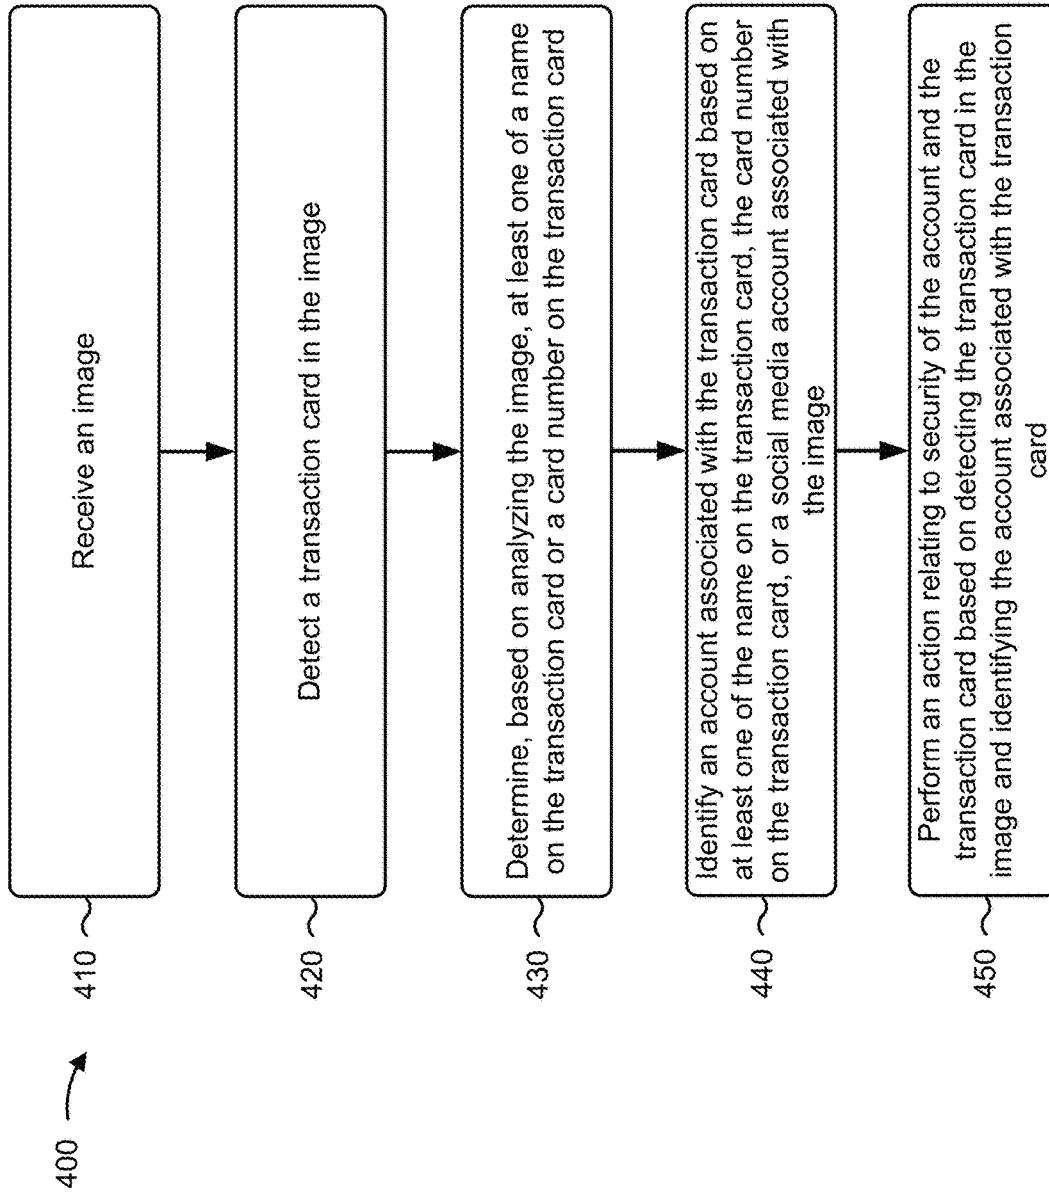 400
410
Receive an image
420
Detect a transaction card in the image
430
Determine, based on analyzing the image, at least one of a name
on the transaction card or a card number on the transaction card
440
Identify an account associated with the transaction card based on
at least one of the name on the transaction card, the card number
on the transaction card, or a social media account associated with
the image
450
Perform an action relating to security of the account and the
transaction card based on detecting the transaction card in the
image and identifying the account associated with the transaction
card